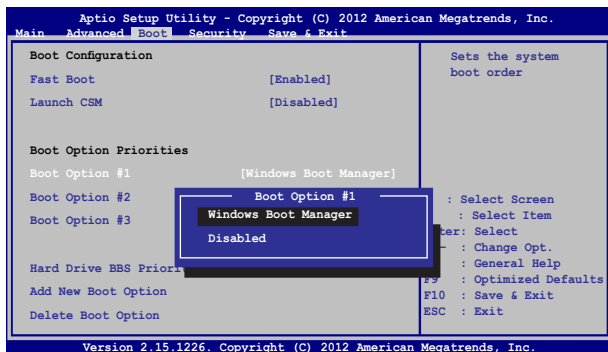 Aptio Setup Utility - Copyright (C) 2012 American Megatrends, Inc.
Main Advanced Boot Security Save & Exit
Boot Configuration
Fast Boot [Enabled]
Launch CSM [Disabled]
Boot Option Priorities
Boot Option #1 [Windows Boot Manager]
Boot Option #2
Boot Option #3
Hard Drive BBS Priori
Add New Boot Option
Delete Boot Option
Boot Option #1
Windows Boot Manager
Disabled
Sets the system
boot order
: Select Screen
: Select Item
ter: Select
: Change Opt.
: General Help
F9 : Optimized Defaults
F10 : Save & Exit
ESC : Exit
Version 2.15.1226. Copyright (C) 2012 American Megatrends, Inc.